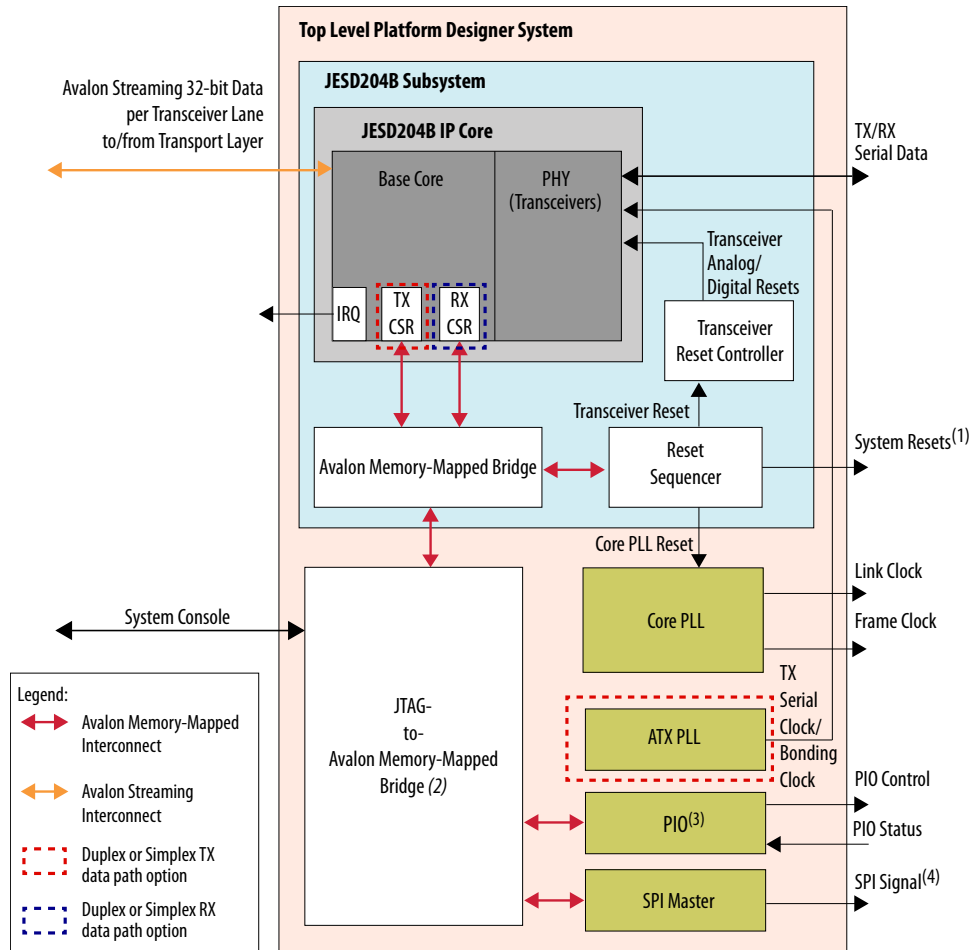 Top Level Platform Designer System
JESD204B Subsystem
Avalon Streaming 32-bit Data
per Transceiver Lane
to/from Transport Layer
JESD204B IP Core
TX/RX
Serial Data
Base Core
PHY
(Transceivers)
Transceiver
Analog/
Digital Resets
IRQ
TX
CSR
RX
CSR
Transceiver
Reset Controller
Transceiver Reset
Avalon Memory-Mapped Bridge
Reset
Sequencer
System Resets(1)
Core PLL Reset
Core PLL
Link Clock
Frame Clock
System Console
JTAG-
to-
Avalon Memory-Mapped
Bridge (2)
TX
Serial
Clock/
Bonding
Clock
ATX PLL
PIO(3)
PIO Control
PIO Status
SPI Master
SPI Signal(4)
Legend:
Avalon Memory-Mapped
Interconnect
Avalon Streaming
Interconnect
Duplex or Simplex TX
data path option
Duplex or Simplex RX
data path option